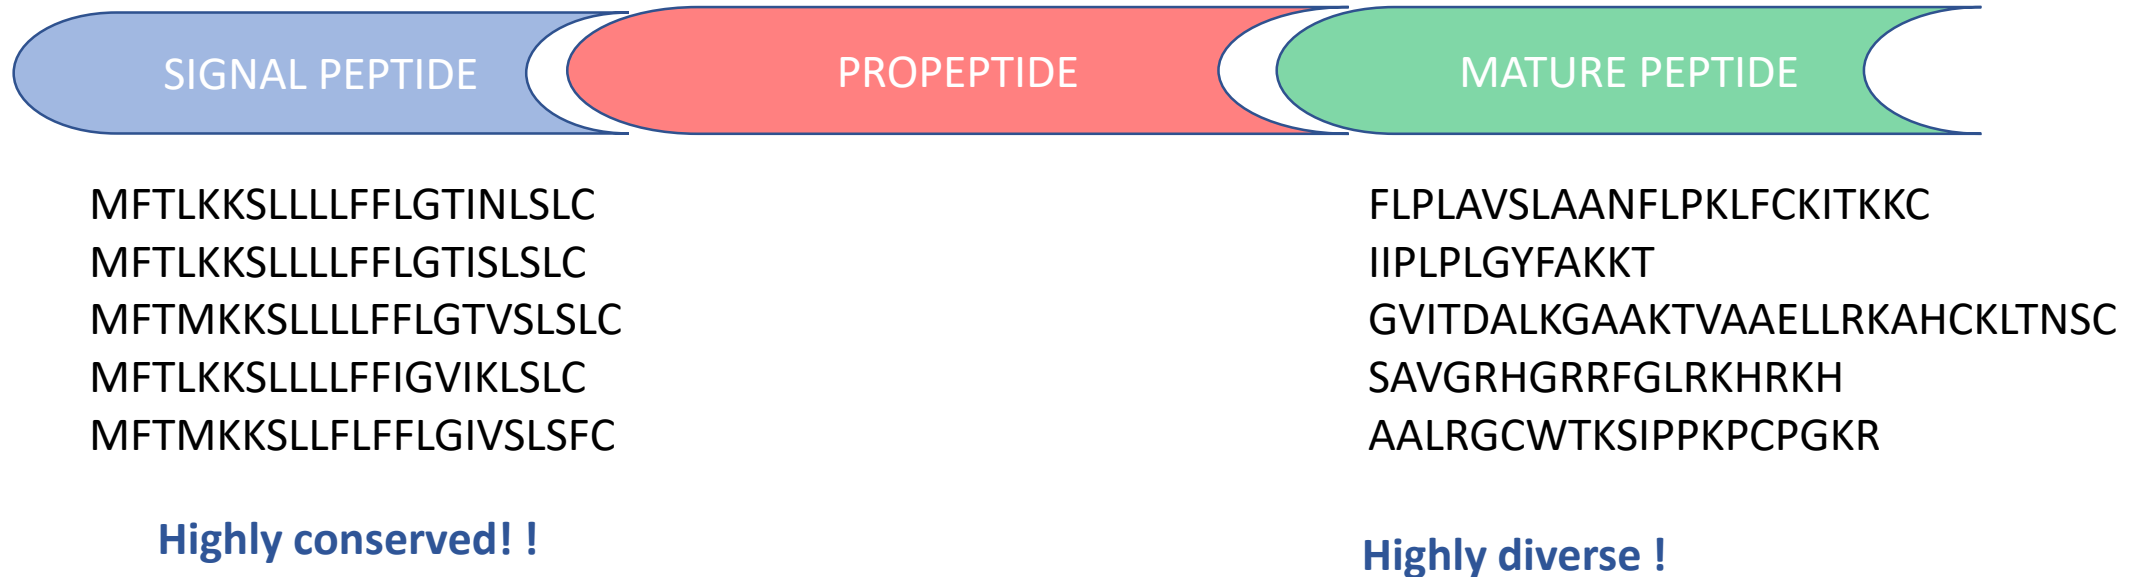 SIGNAL PEPTIDE
PROPEPTIDE
MATURE PEPTIDE
MFTLKKSLLLLFFLGTINLSLC
MFTLKKSLLLLFFLGTISLSLC
MFTMKKSLLLLFFLGTVSLSLC
MFTLKKSLLLLFFIGVIKLSLC
MFTMKKSLLFLFFLGIVSLSFC
Highly conserved! !
FLPLAVSLAANFLPKLFCKITKKC
IIPLPLGYFAKKT
GVITDALKGAAKTVAAELLRKAHCKLTNSC
SAVGRHGRRFGLRKHRKH
AALRGCWTKSIPPKPCPGKR
Highly diverse !